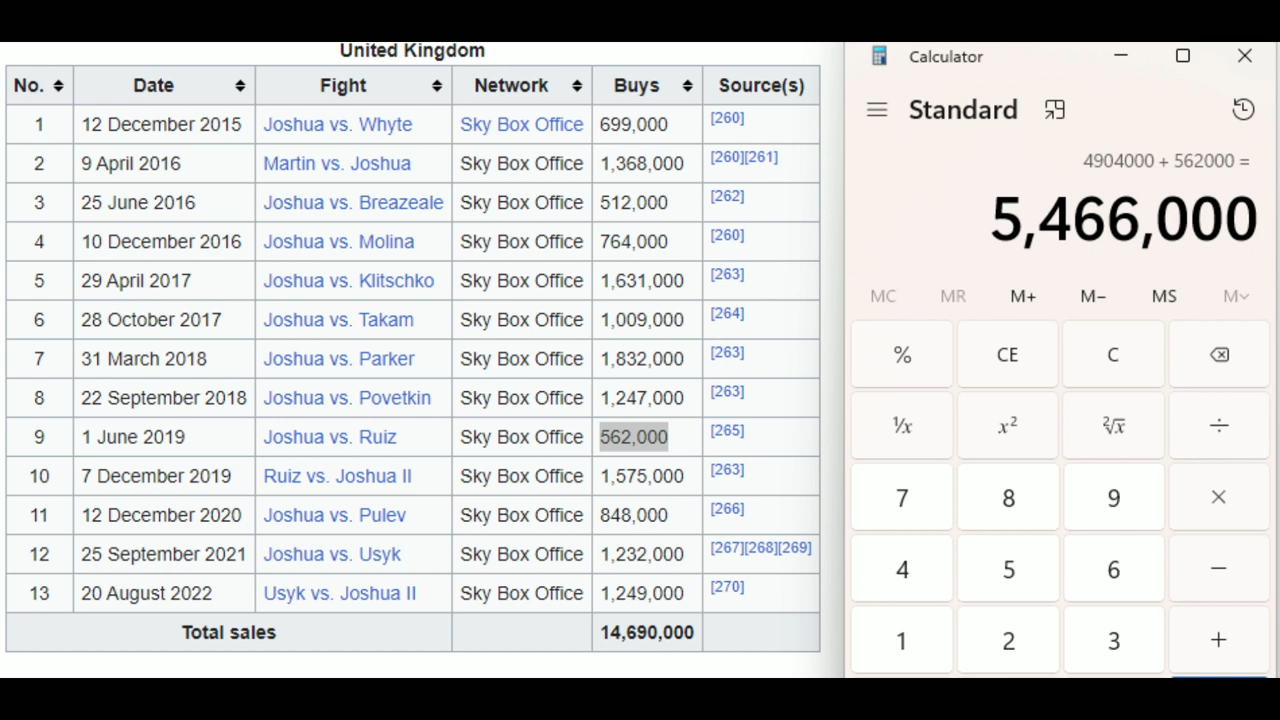 United Kingdom
No. Date Fight Network Buys Source(s)
1 12 December 2015 Joshua vs. Whyte Sky Box Office 699,000 [260]
2 9 April 2016 Martin vs. Joshua Sky Box Office 1,368,000 [260][261]
3 25 June 2016 Joshua vs. Breazeale Sky Box Office 512,000 [262]
4 10 December 2016 Joshua vs. Molina Sky Box Office 764,000 [260]
5 29 April 2017 Joshua vs. Klitschko Sky Box Office 1,631,000 [263]
6 28 October 2017 Joshua vs. Takam Sky Box Office 1,009,000 [264]
7 31 March 2018 Joshua vs. Parker Sky Box Office 1,832,000 [263]
8 22 September 2018 Joshua vs. Povetkin Sky Box Office 1,247,000 [263]
9 1 June 2019 Joshua vs. Ruiz Sky Box Office 562,000 [265]
10 7 December 2019 Ruiz vs. Joshua II Sky Box Office 1,575,000 [263]
11 12 December 2020 Joshua vs. Pulev Sky Box Office 848,000 [266]
12 25 September 2021 Joshua vs. Usyk Sky Box Office 1,232,000 [267][268][269]
13 20 August 2022 Usyk vs. Joshua II Sky Box Office 1,249,000 [270]
Total sales 14,690,000
Calculator
Standard
4904000 + 562000 =
5,466,000
MC MR M+ M− MS M˅
% CE C
¹/x x² ²√x ÷
7 8 9 ×
4 5 6 −
1 2 3 +